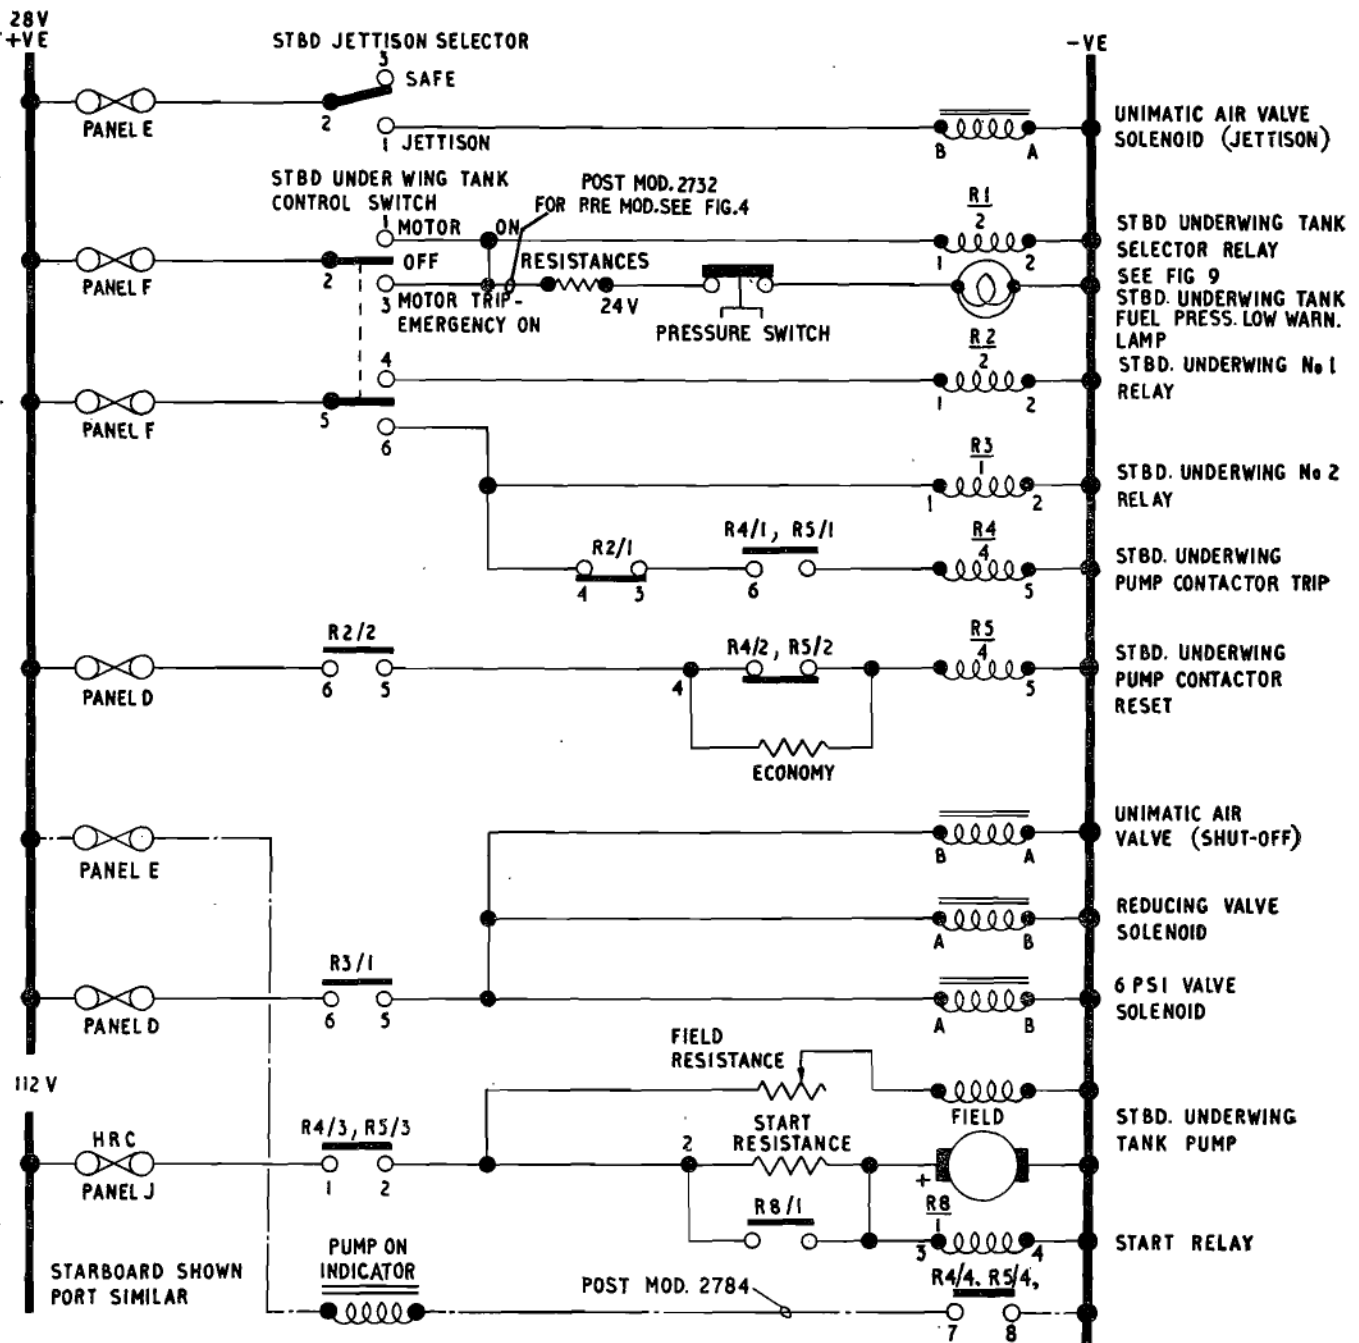 28V
+VE
-VE
STBD JETTISON SELECTOR
3
SAFE
PANEL E
2
1
JETTISON
B
A
UNIMATIC AIR VALVE
SOLENOID (JETTISON)
STBD UNDER WING TANK
CONTROL SWITCH
POST MOD. 2732
FOR PRE MOD. SEE FIG. 4
1
MOTOR
ON
R1
2
1
2
STBD UNDERWING TANK
SELECTOR RELAY
SEE FIG 9
PANEL F
2
OFF
3
MOTOR TRIP-
EMERGENCY ON
RESISTANCES
24V
PRESSURE SWITCH
STBD. UNDERWING TANK
FUEL PRESS. LOW WARN.
LAMP
4
R2
2
1
2
STBD. UNDERWING No 1
RELAY
PANEL F
5
6
R3
1
1
2
STBD. UNDERWING No 2
RELAY
R2/1
4
3
R4/1, R5/1
6
R4
4
5
STBD. UNDERWING
PUMP CONTACTOR TRIP
PANEL D
R2/2
6
5
4
R4/2, R5/2
ECONOMY
R5
4
5
STBD. UNDERWING
PUMP CONTACTOR
RESET
PANEL E
B
A
UNIMATIC AIR
VALVE (SHUT-OFF)
A
B
REDUCING VALVE
SOLENOID
PANEL D
R3/1
6
5
A
B
6 PSI VALVE
SOLENOID
112 V
FIELD
RESISTANCE
FIELD
HRC
PANEL J
R4/3, R5/3
1
2
2
START
RESISTANCE
+
STBD. UNDERWING
TANK PUMP
R8/1
R8
1
3
4
START RELAY
STARBOARD SHOWN
PORT SIMILAR
PUMP ON
INDICATOR
POST MOD. 2784
R4/4. R5/4,
7
8